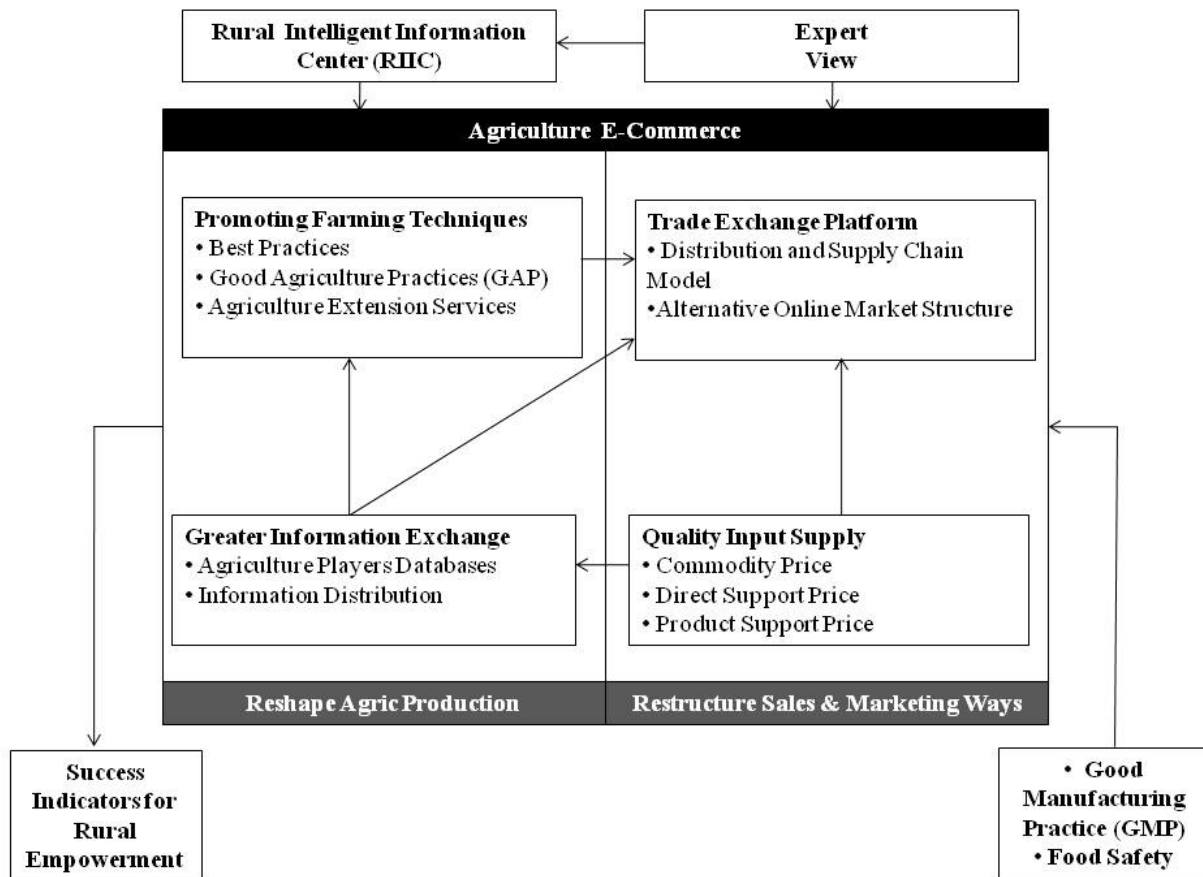 Rural Intelligent Information
Center (RIIC)
Expert
View
Agriculture E-Commerce
Promoting Farming Techniques
• Best Practices
• Good Agriculture Practices (GAP)
• Agriculture Extension Services
Trade Exchange Platform
• Distribution and Supply Chain
Model
•Alternative Online Market Structure
Greater Information Exchange
• Agriculture Players Databases
• Information Distribution
Quality Input Supply
• Commodity Price
• Direct Support Price
• Product Support Price
Reshape Agric Production
Restructure Sales & Marketing Ways
Success
Indicators for
Rural
Empowerment
• Good
Manufacturing
Practice (GMP)
• Food Safety